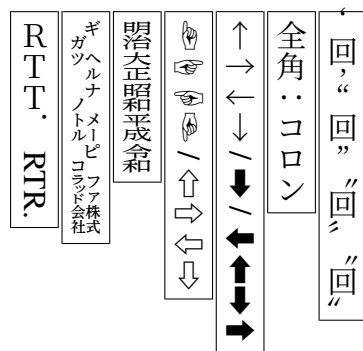 ‘回’“回”〝回〟〝回〟
全角：コロン
↑→←↓/⬇/⬅⬆⬇➡
☝☞☜☟/⇧⇨⇦⇩
明治大正昭和平成令和
ギガヘルツナノメートルピコファラッド株式会社
RTT. RTR.